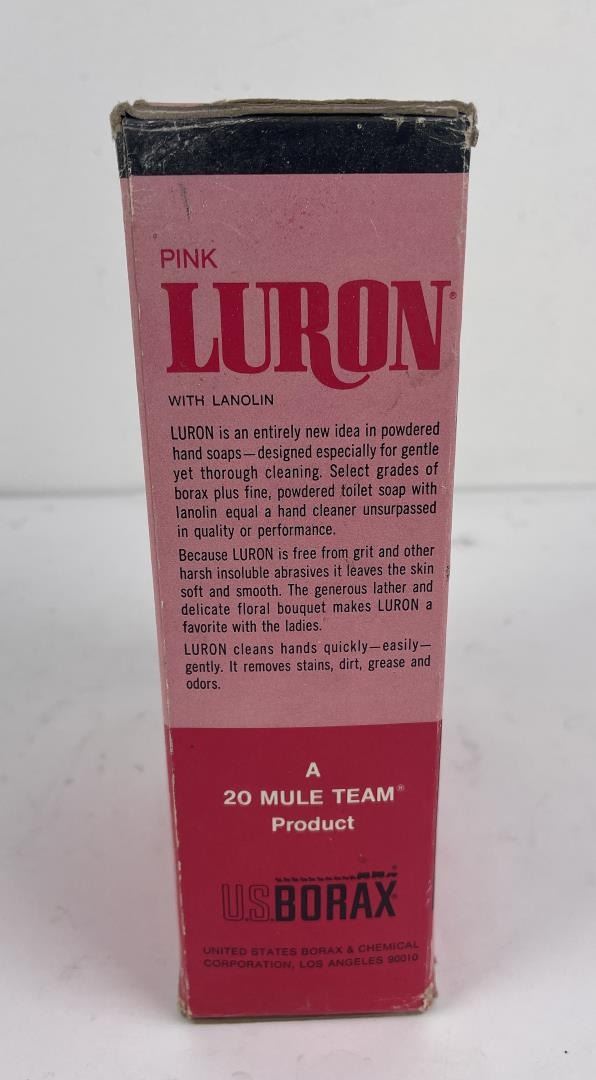 PINK
LURON®
WITH LANOLIN
LURON is an entirely new idea in powdered
hand soaps—designed especially for gentle
yet thorough cleaning. Select grades of
borax plus fine, powdered toilet soap with
lanolin equal a hand cleaner unsurpassed
in quality or performance.
Because LURON is free from grit and other
harsh insoluble abrasives it leaves the skin
soft and smooth. The generous lather and
delicate floral bouquet makes LURON a
favorite with the ladies.
LURON cleans hands quickly—easily—
gently. It removes stains, dirt, grease and
odors.
A
20 MULE TEAM®
Product
U.S.BORAX®
UNITED STATES BORAX & CHEMICAL
CORPORATION, LOS ANGELES 90010